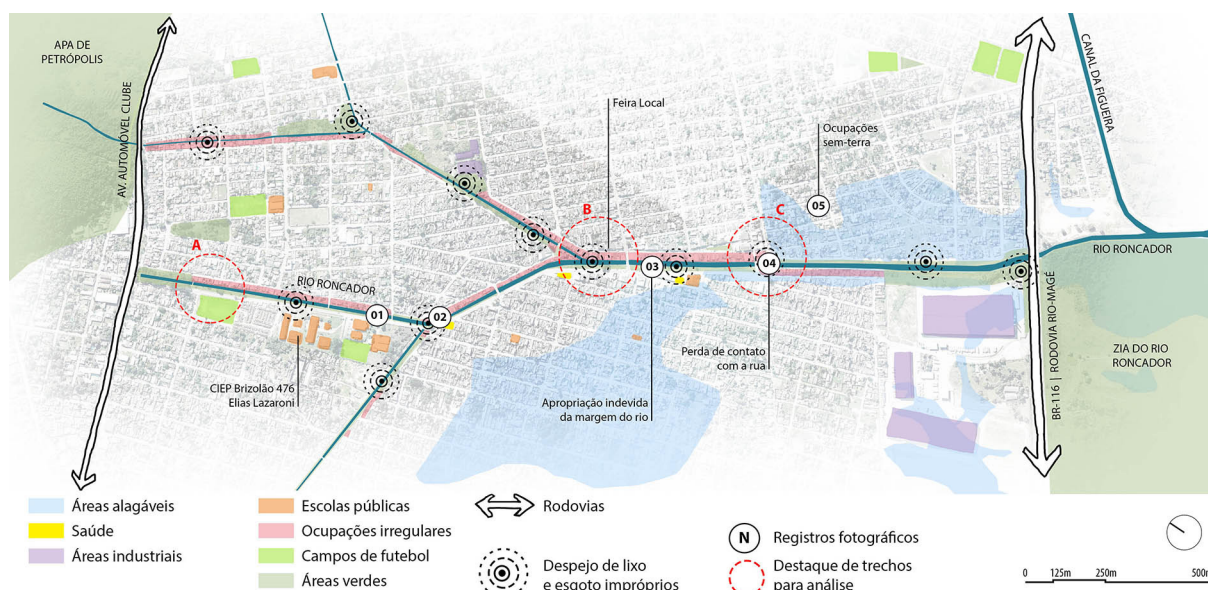 APA DE
PETRÓPOLIS
AV. AUTOMÓVEL CLUBE
CANAL DA FIGUEIRA
Feira Local
Ocupações
sem-terra
05
A
B
C
RIO RONCADOR
01
02
03
04
RIO RONCADOR
CIEP Brizolão 476
Elias Lazaroni
Apropriação indevida
da margem do rio
Perda de contato
com a rua
BR-116 | RODOVIA RIO-MAGÉ
ZIA DO RIO
RONCADOR
Áreas alagáveis
Saúde
Áreas industriais
Escolas públicas
Ocupações irregulares
Campos de futebol
Áreas verdes
Rodovias
Despejo de lixo
e esgoto impróprios
N
Registros fotográficos
Destaque de trechos
para análise
0 125m 250m 500m